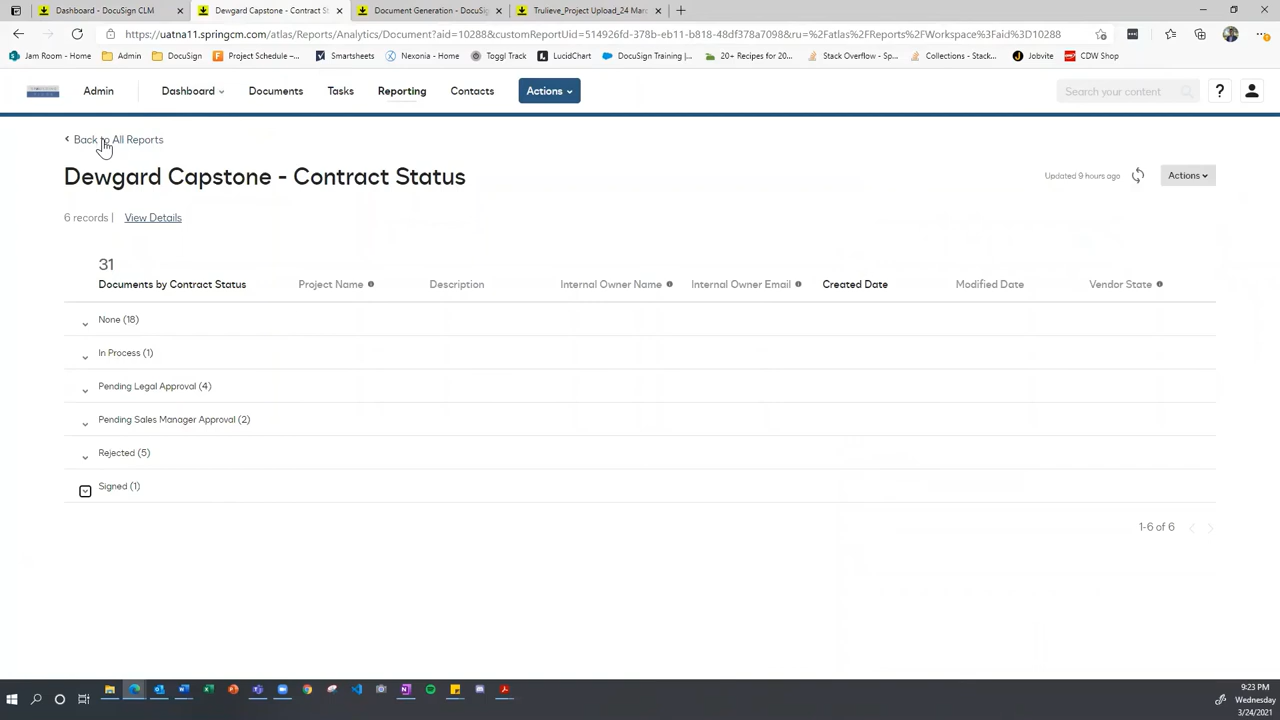 Dashboard - DocuSign CLM
Dewgard Capstone - Contract St
Document Generation - DocuSig
Trulieve_Project Upload_24 Marc
https://uatna11.springcm.com/atlas/Reports/Analytics/Document?aid=10288&customReportUid=514926fd-378b-eb11-b818-48df378a7098&ru=%2Fatlas%2FReports%2FWorkspace%3Faid%3D10288
Jam Room - Home
Admin
DocuSign
Project Schedule -...
Smartsheets
Nexonia - Home
Toggl Track
LucidChart
DocuSign Training |...
20+ Recipes for 20...
Stack Overflow - Sp...
Collections - Stack...
Jobvite
CDW Shop
Admin
Dashboard
Documents
Tasks
Reporting
Contacts
Actions
Search your content
?
Back to All Reports
Dewgard Capstone - Contract Status
Updated 9 hours ago
Actions
6 records | View Details
31
Documents by Contract Status
Project Name
Description
Internal Owner Name
Internal Owner Email
Created Date
Modified Date
Vendor State
None (18)
In Process (1)
Pending Legal Approval (4)
Pending Sales Manager Approval (2)
Rejected (5)
Signed (1)
1-6 of 6
9:23 PM
Wednesday
3/24/2021